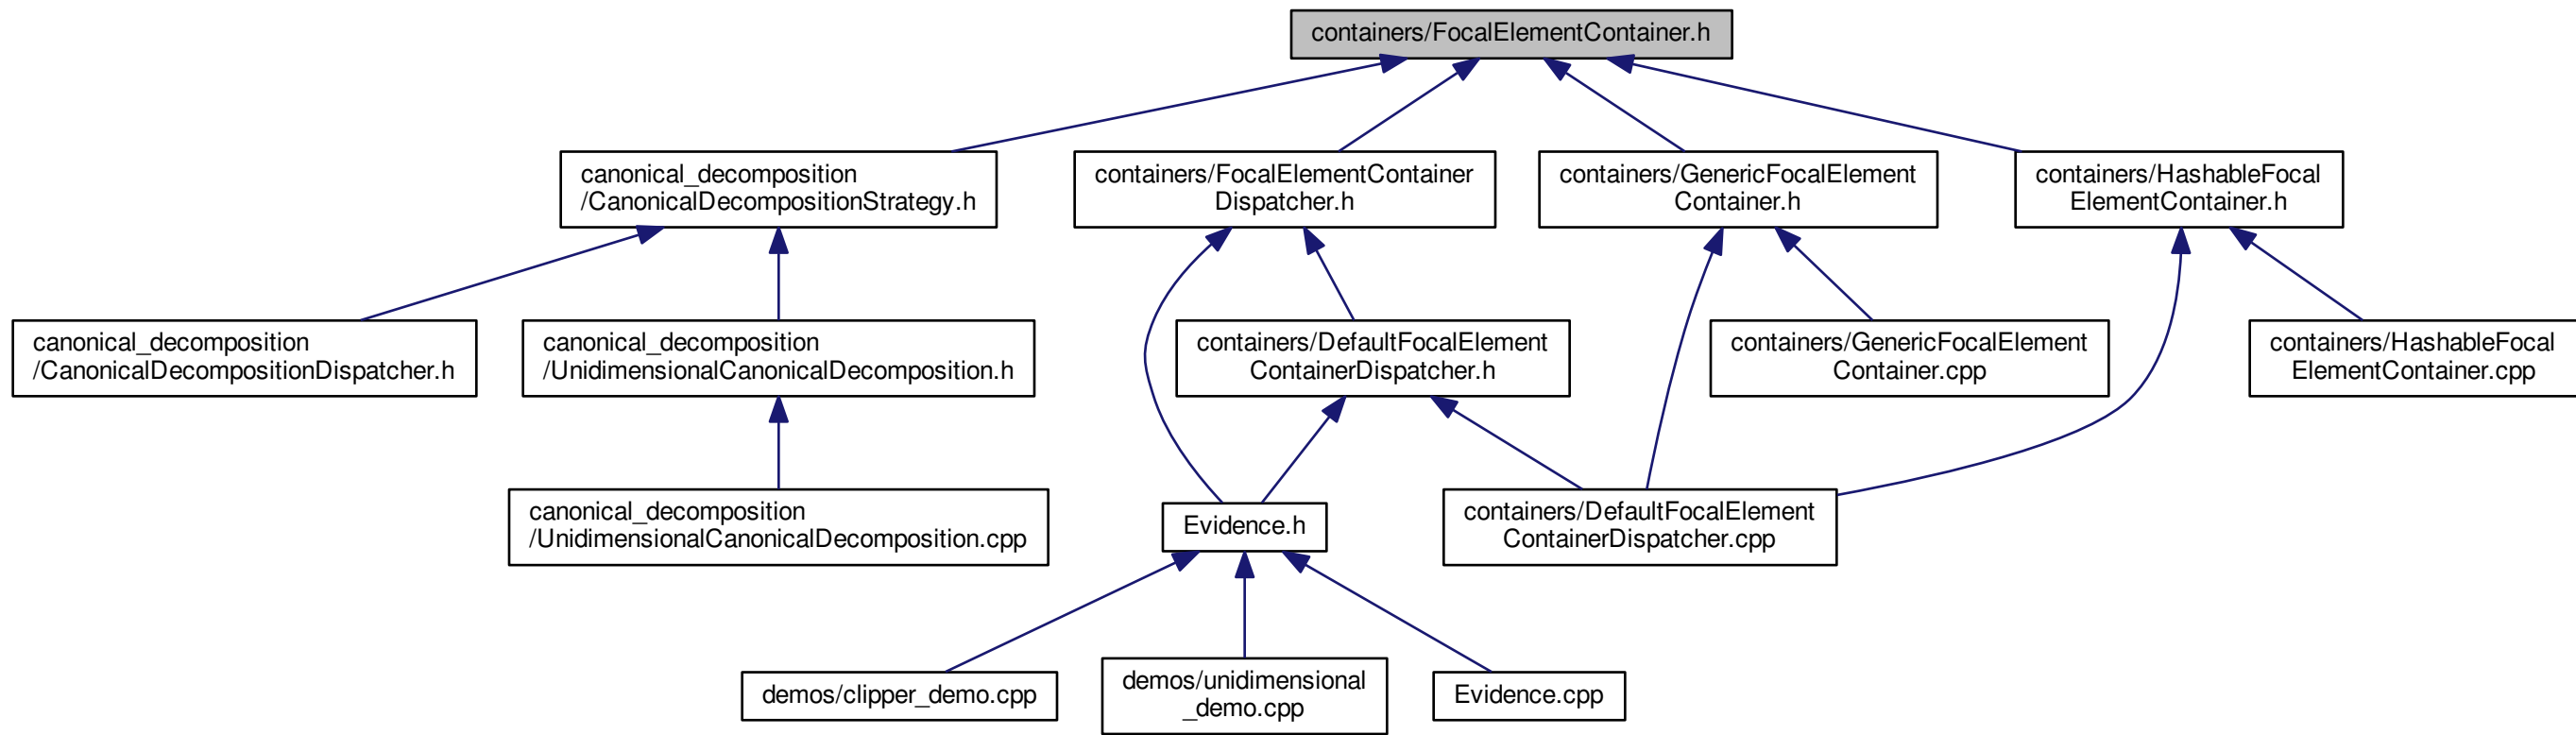 containers/FocalElementContainer.h
canonical_decomposition
/CanonicalDecompositionStrategy.h
containers/FocalElementContainer
Dispatcher.h
containers/GenericFocalElement
Container.h
containers/HashableFocal
ElementContainer.h
canonical_decomposition
/CanonicalDecompositionDispatcher.h
canonical_decomposition
/UnidimensionalCanonicalDecomposition.h
containers/DefaultFocalElement
ContainerDispatcher.h
containers/GenericFocalElement
Container.cpp
containers/HashableFocal
ElementContainer.cpp
canonical_decomposition
/UnidimensionalCanonicalDecomposition.cpp
Evidence.h
containers/DefaultFocalElement
ContainerDispatcher.cpp
demos/clipper_demo.cpp
demos/unidimensional
_demo.cpp
Evidence.cpp